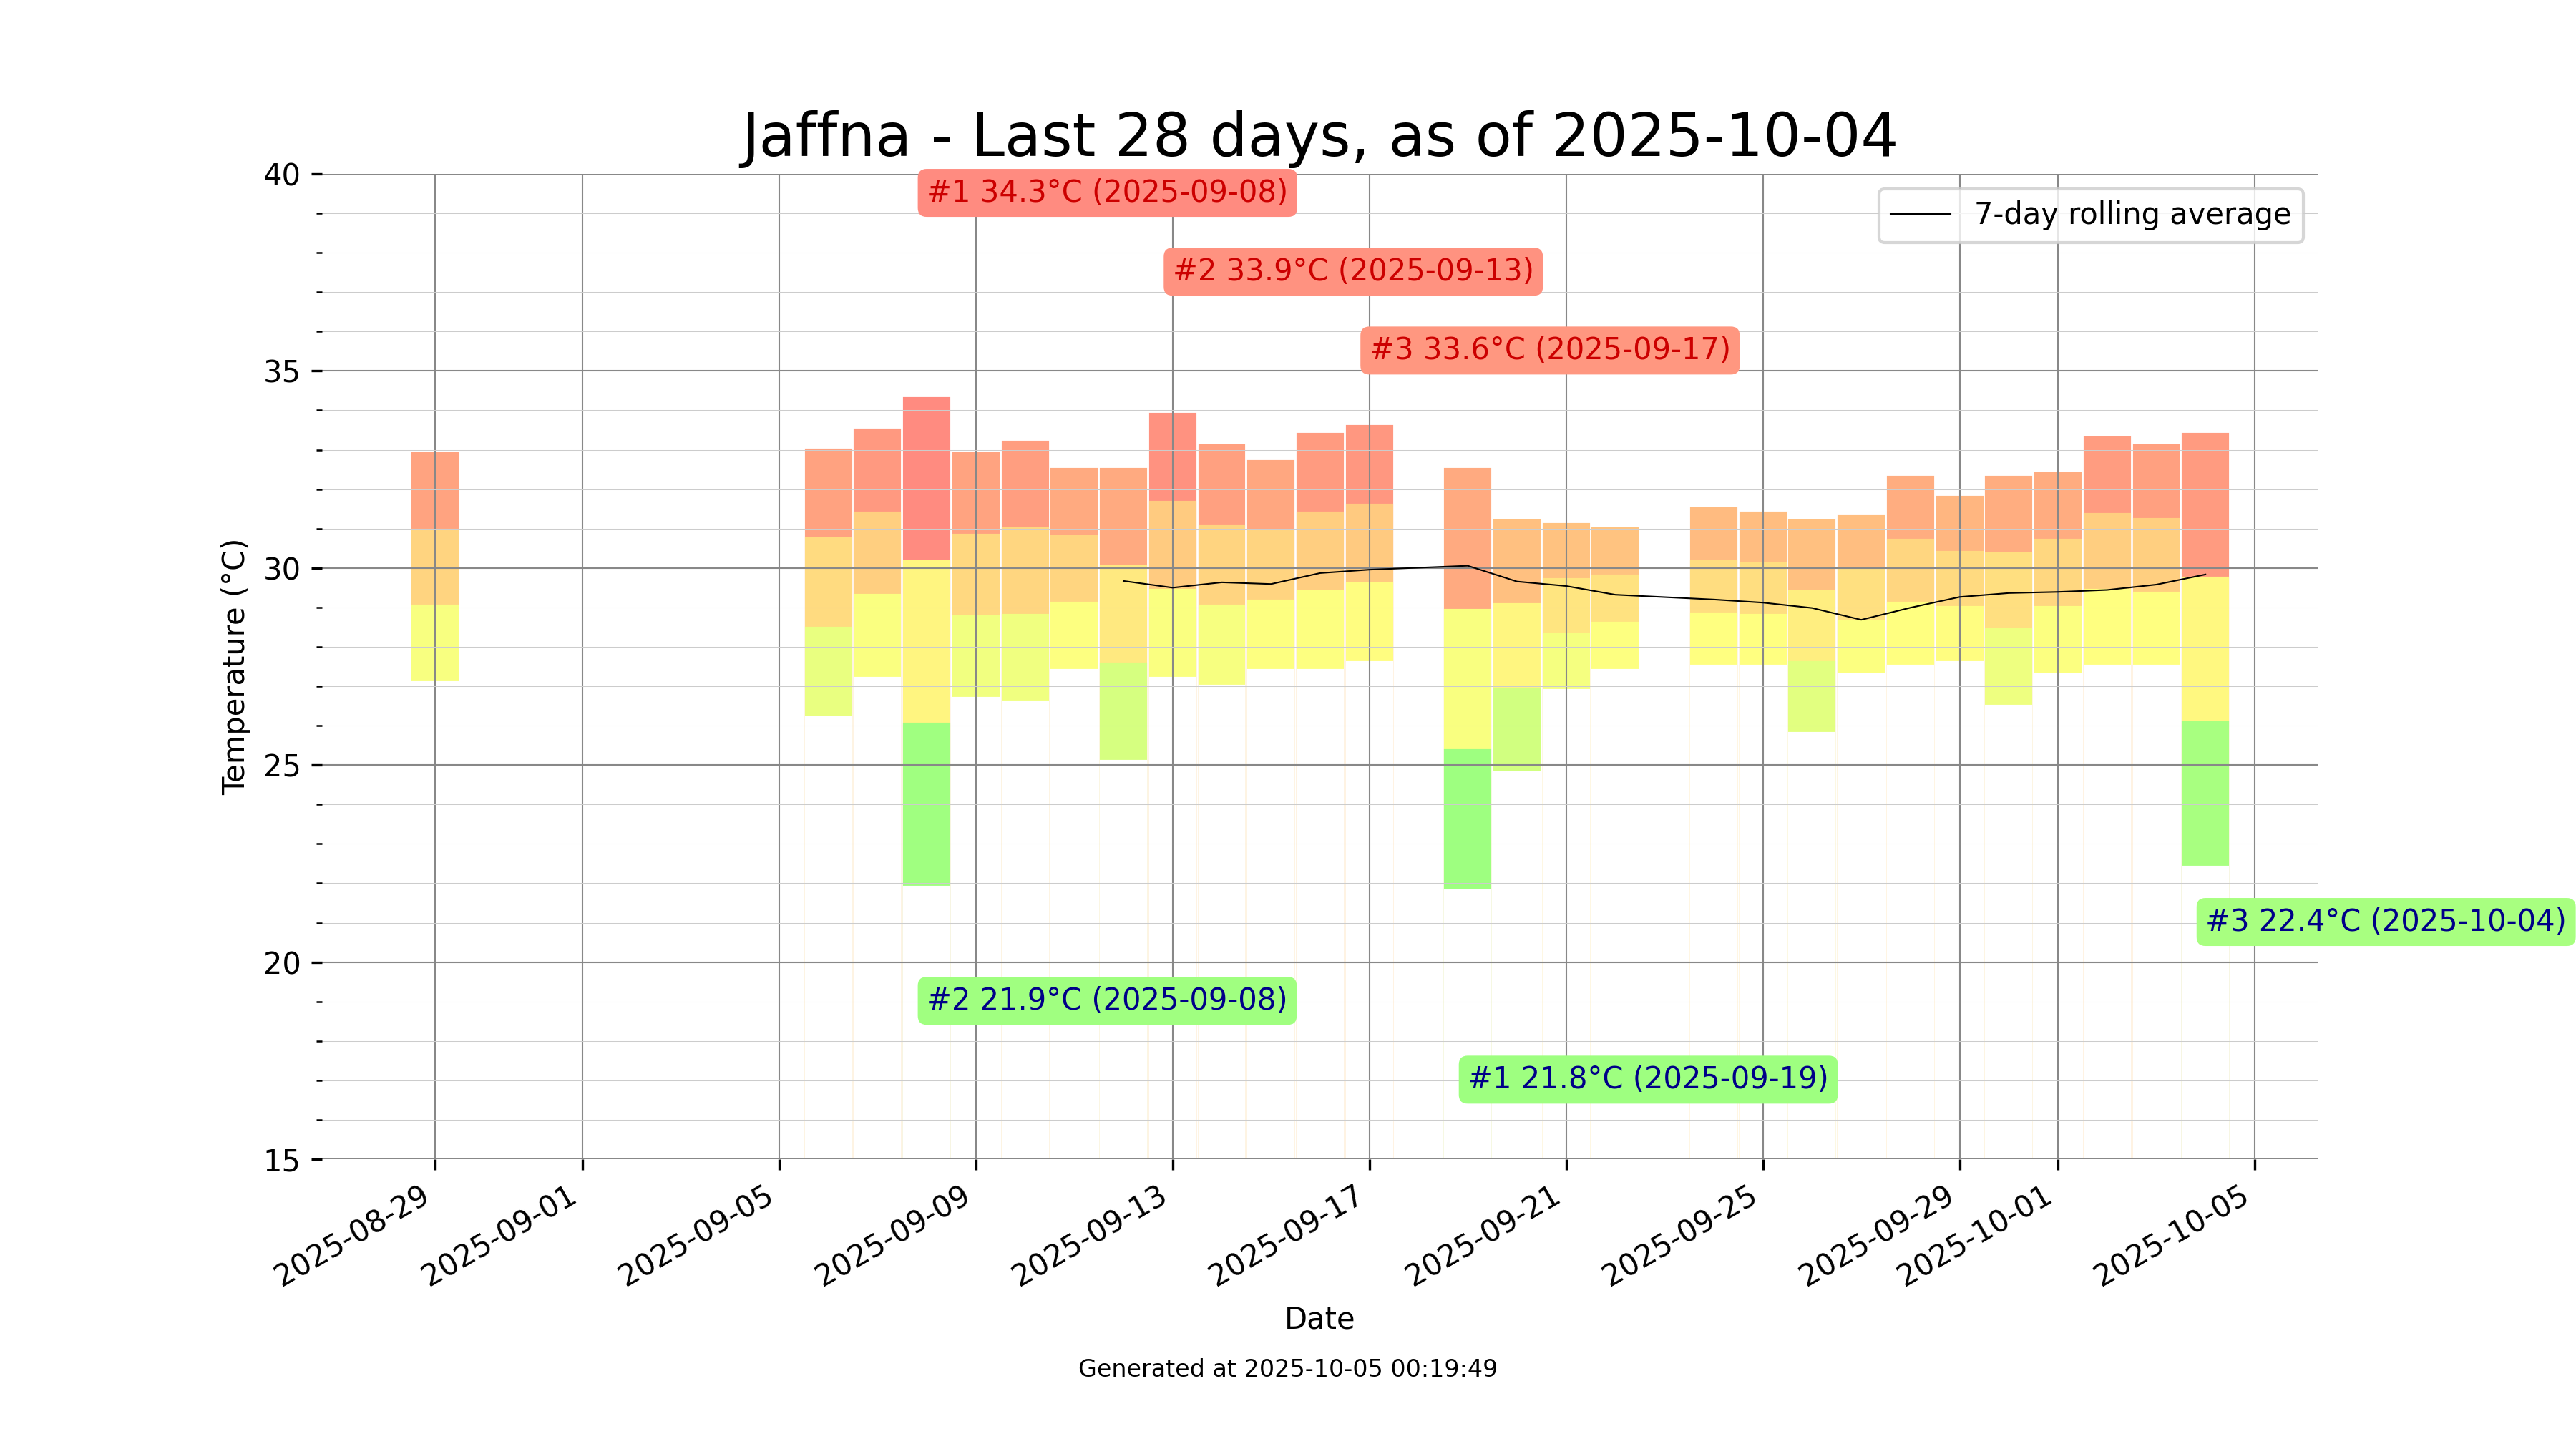 Jaffna - Last 28 days, as of 2025-10-04
40
#1 34.3°C (2025-09-08)
7-day rolling average
#2 33.9°C (2025-09-13)
#3 33.6°C (2025-09-17)
35
30
Temperature (°C)
25
#3 22.4°C (2025-10-04)
20
#2 21.9°C (2025-09-08)
#1 21.8°C (2025-09-19)
15
2025-08-29
2025-09-01
2025-09-05
2025-09-09
2025-09-13
2025-09-17
2025-09-21
2025-09-25
2025-09-29
2025-10-01
2025-10-05
Date
Generated at 2025-10-05 00:19:49